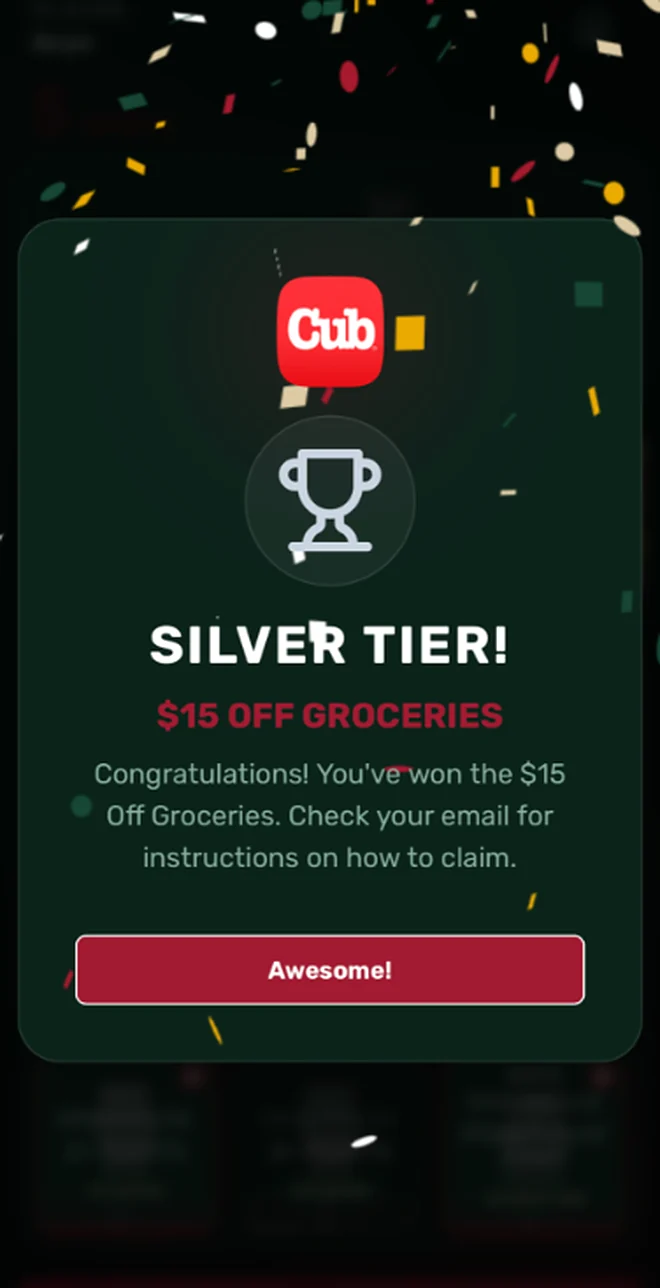 Cub
SILVER TIER!
$15 OFF GROCERIES
Congratulations! You've won the $15
Off Groceries. Check your email for
instructions on how to claim.
Awesome!